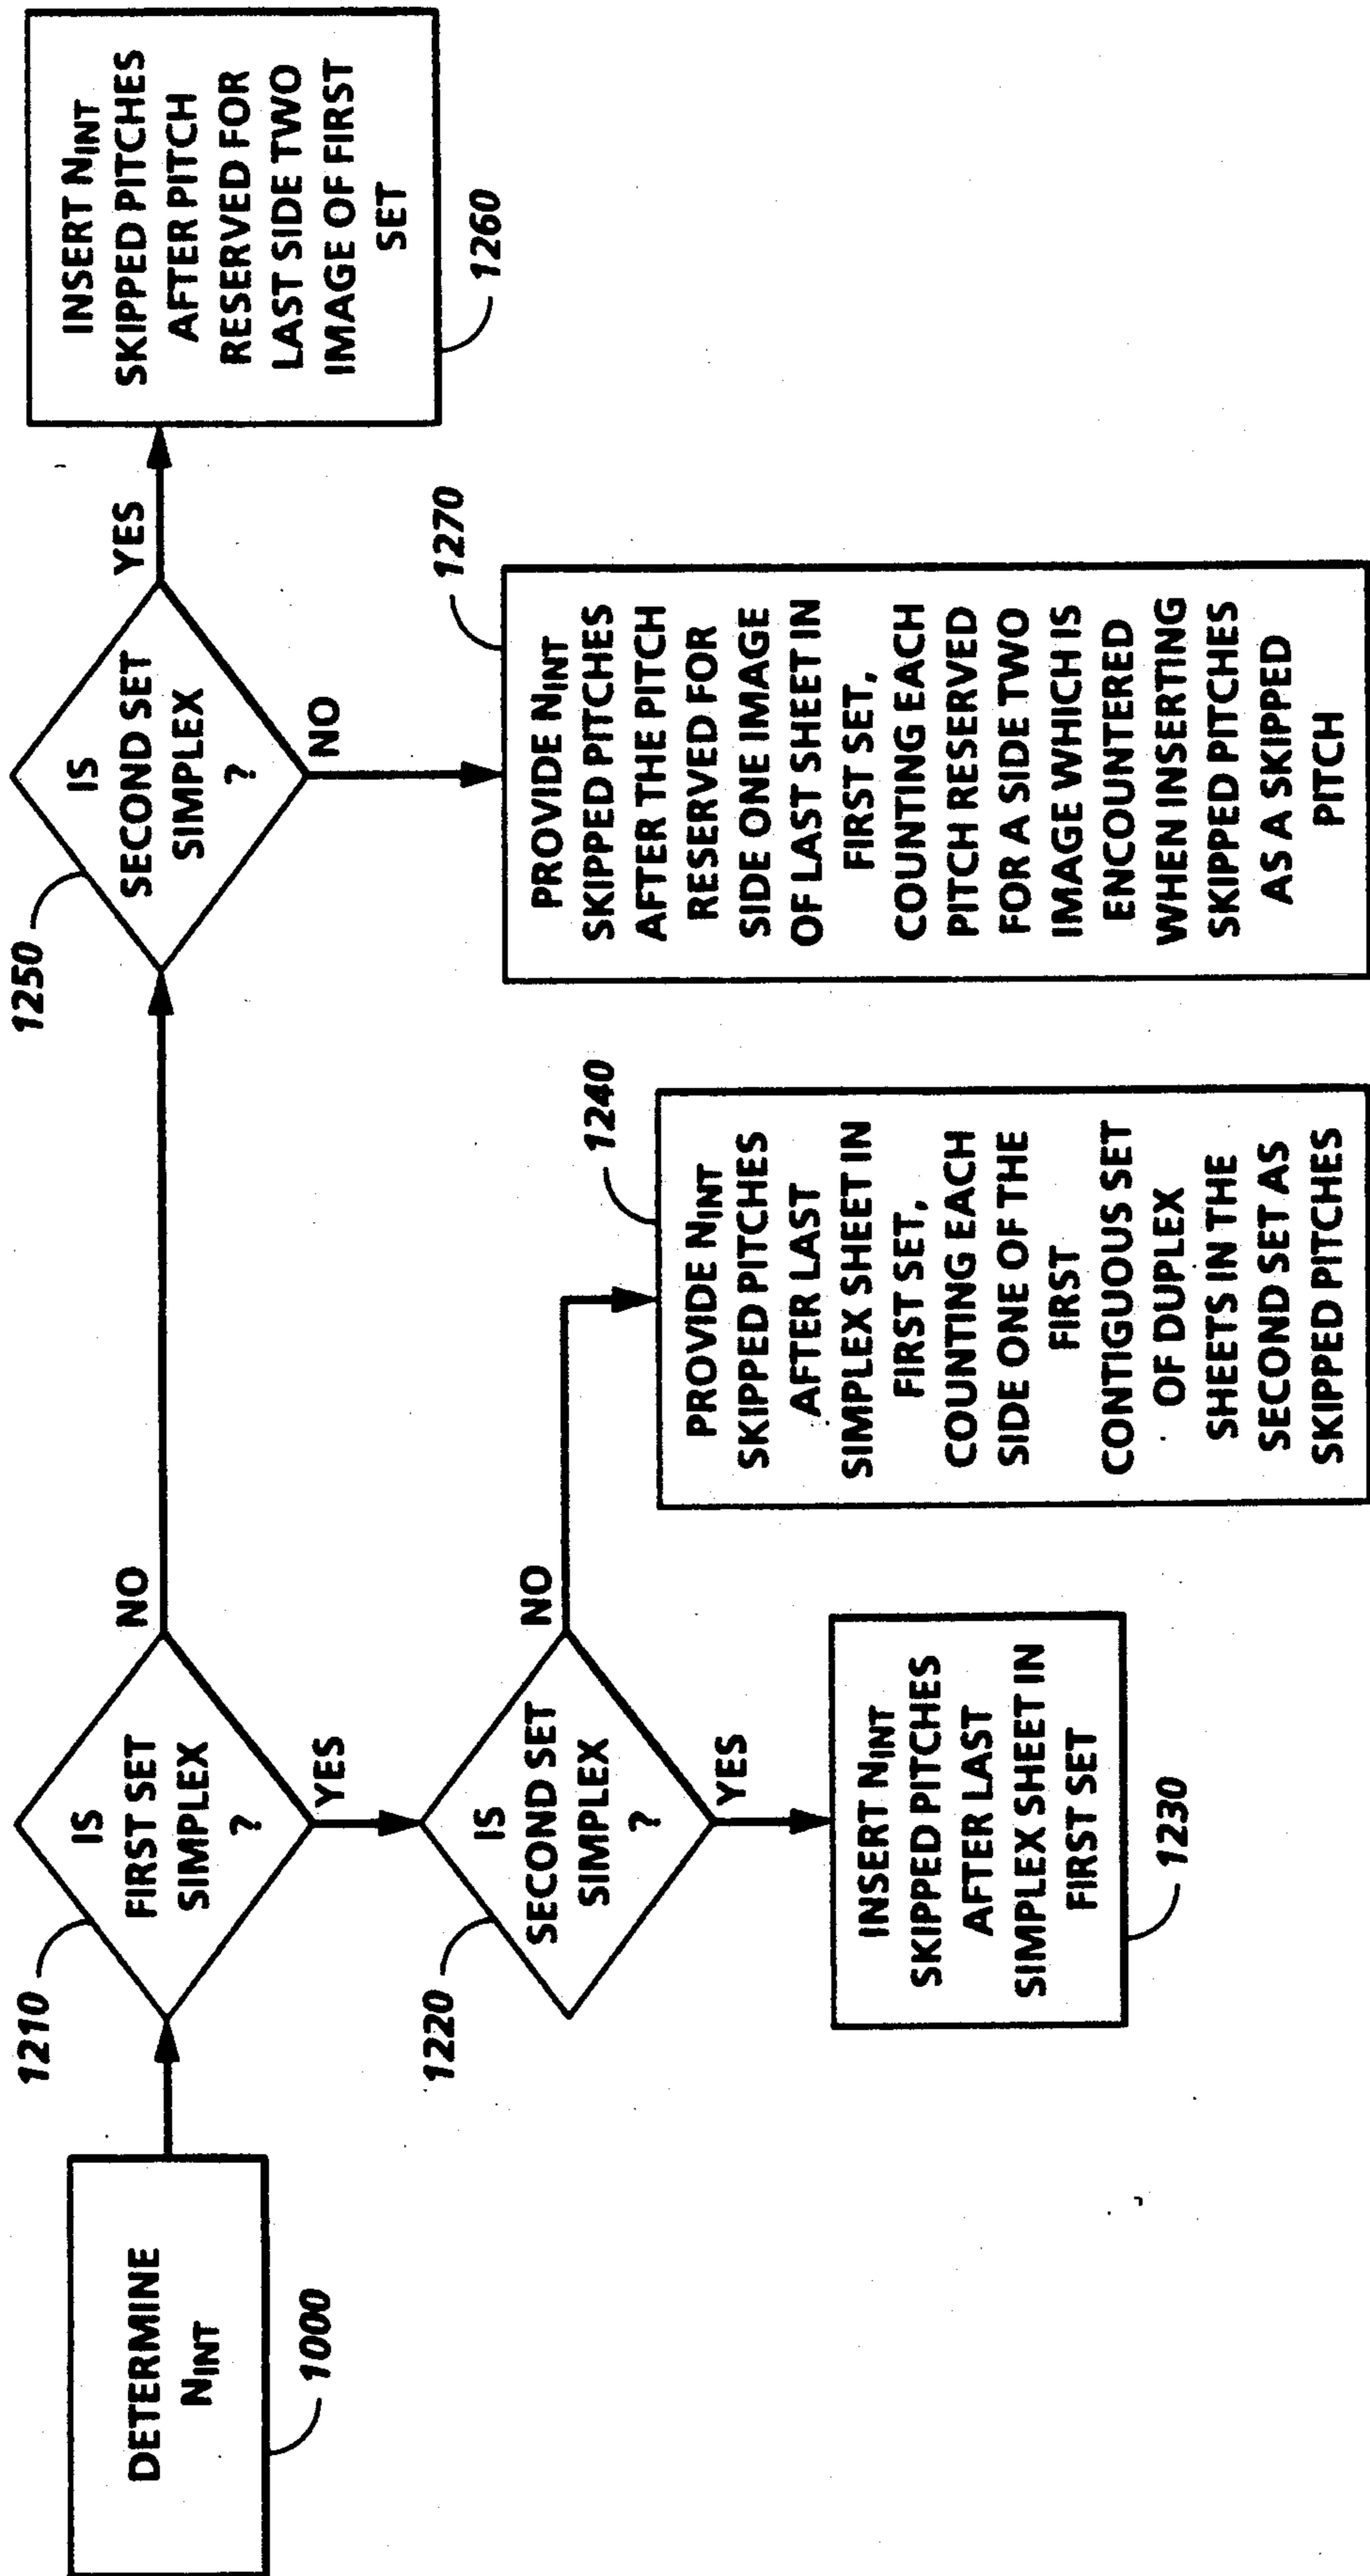 DETERMINE
NINT
1000
1210
IS
FIRST SET
SIMPLEX
?
NO
YES
1220
IS
SECOND SET
SIMPLEX
?
NO
YES
INSERT NINT
SKIPPED PITCHES
AFTER LAST
SIMPLEX SHEET IN
FIRST SET
1230
1240
PROVIDE NINT
SKIPPED PITCHES
AFTER LAST
SIMPLEX SHEET IN
FIRST SET,
COUNTING EACH
SIDE ONE OF THE
FIRST
CONTIGUOUS SET
OF DUPLEX
SHEETS IN THE
SECOND SET AS
SKIPPED PITCHES
1250
IS
SECOND SET
SIMPLEX
?
YES
NO
INSERT NINT
SKIPPED PITCHES
AFTER PITCH
RESERVED FOR
LAST SIDE TWO
IMAGE OF FIRST
SET
1260
1270
PROVIDE NINT
SKIPPED PITCHES
AFTER THE PITCH
RESERVED FOR
SIDE ONE IMAGE
OF LAST SHEET IN
FIRST SET,
COUNTING EACH
PITCH RESERVED
FOR A SIDE TWO
IMAGE WHICH IS
ENCOUNTERED
WHEN INSERTING
SKIPPED PITCHES
AS A SKIPPED
PITCH